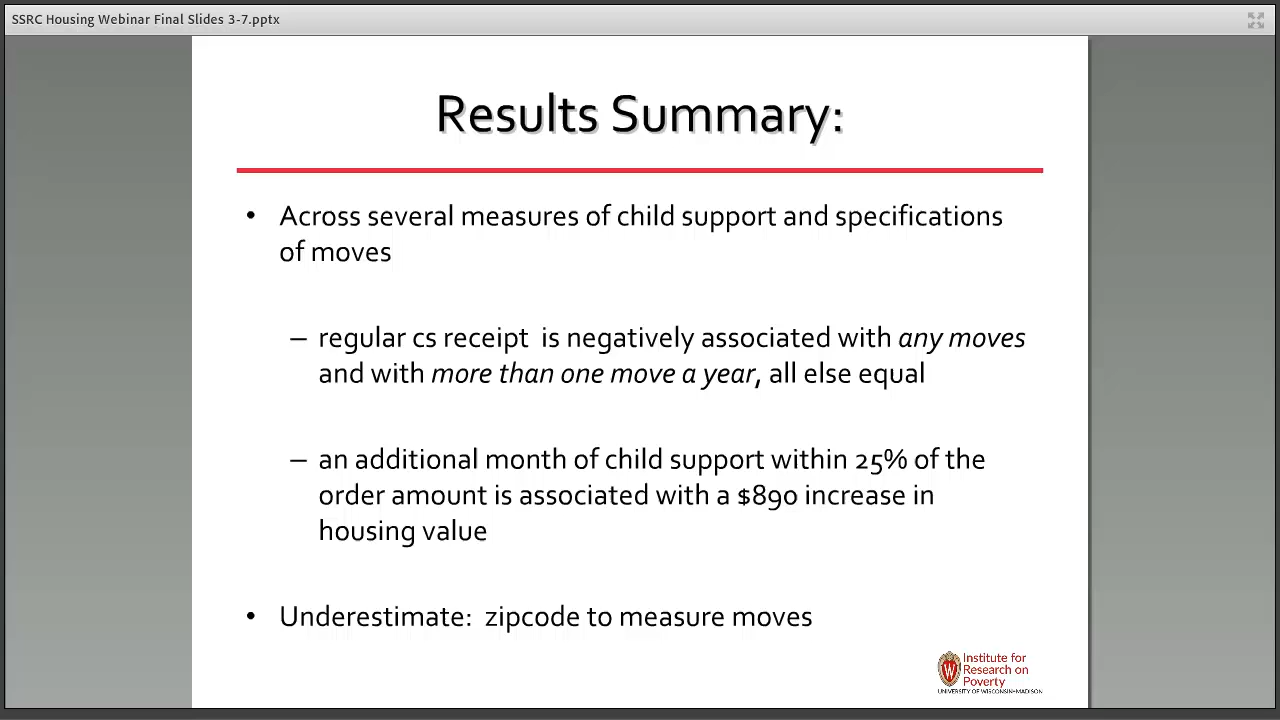 SSRC Housing Webinar Final Slides 3-7.pptx
Results Summary:
• Across several measures of child support and specifications
of moves
– regular cs receipt is negatively associated with any moves
and with more than one move a year, all else equal
– an additional month of child support within 25% of the
order amount is associated with a $890 increase in
housing value
• Underestimate: zipcode to measure moves
Institute for
Research on
Poverty
UNIVERSITY OF WISCONSIN–MADISON